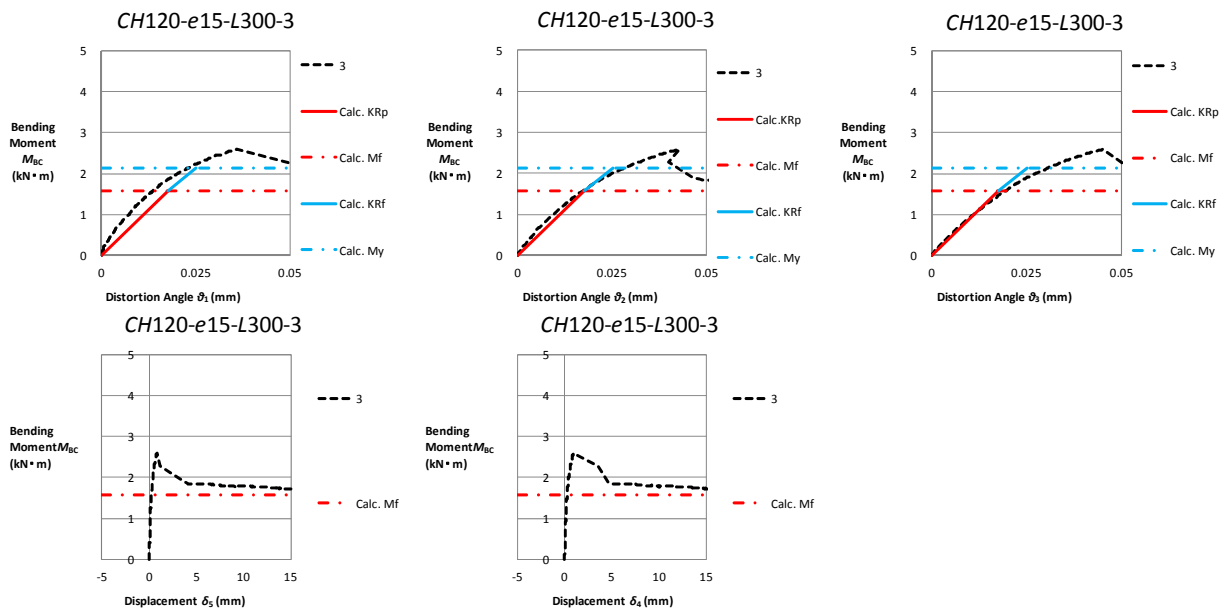 CH120-e15-L300-3
5
4
3
2
1
0
0
0.025
0.05
Bending
Moment
M_BC
(kN・m)
Distortion Angle ϑ₁ (mm)
3
Calc. KRp
Calc. Mf
Calc. KRf
Calc. My
CH120-e15-L300-3
5
4
3
2
1
0
0
0.025
0.05
Bending
Moment
M_BC
(kN・m)
Distortion Angle ϑ₂ (mm)
3
Calc.KRp
Calc. Mf
Calc. KRf
Calc. My
CH120-e15-L300-3
5
4
3
2
1
0
0
0.025
0.05
Bending
Moment
M_BC
(kN・m)
Distortion Angle ϑ₃ (mm)
3
Calc. KRp
Calc. Mf
Calc. KRf
Calc. My
CH120-e15-L300-3
5
4
3
2
1
0
-5
0
5
10
15
Bending
MomentM_BC
(kN・m)
Displacement δ₅ (mm)
3
Calc. Mf
CH120-e15-L300-3
5
4
3
2
1
0
-5
0
5
10
15
Bending
MomentM_BC
(kN・m)
Displacement δ₄ (mm)
3
Calc. Mf